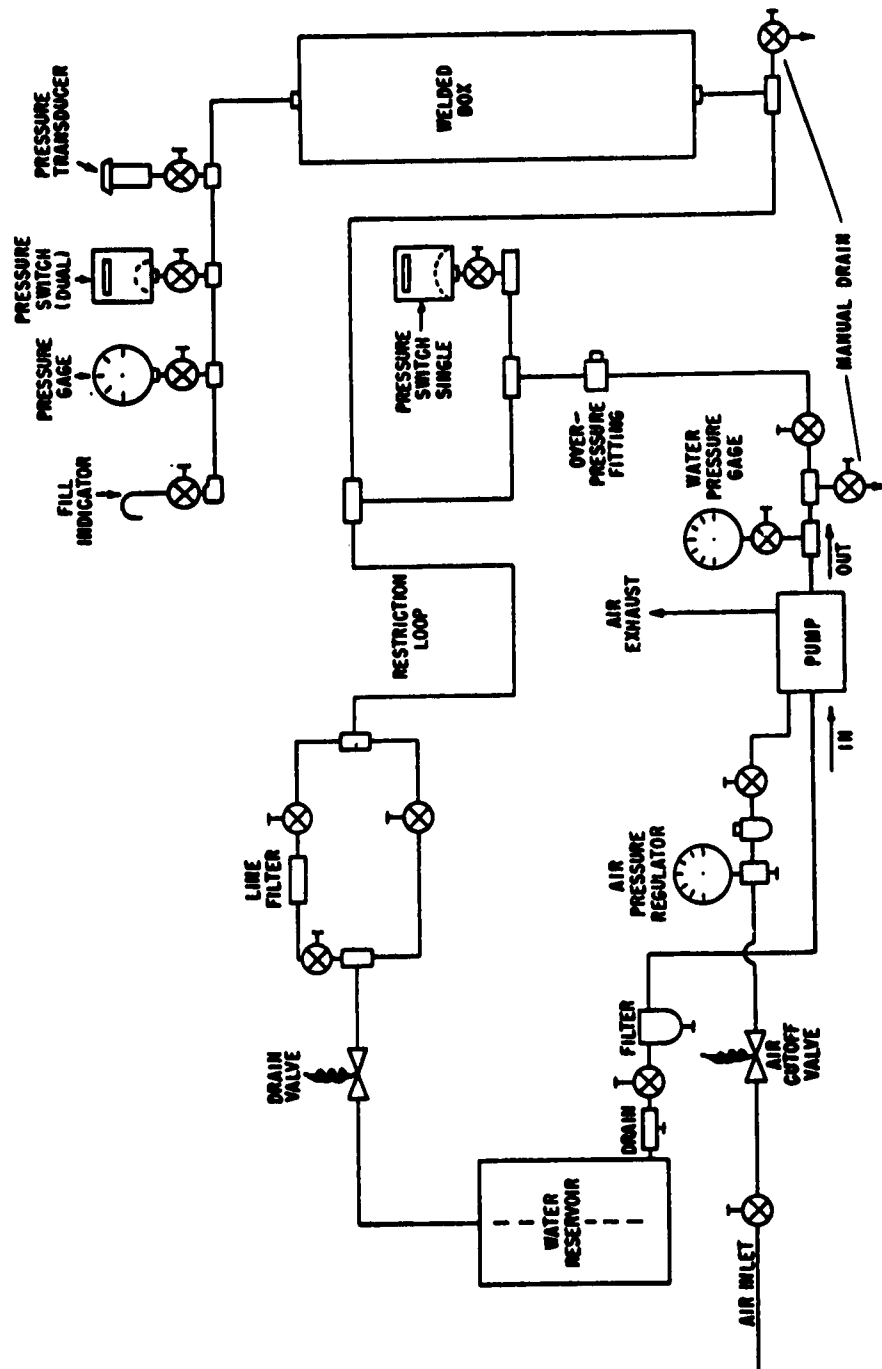 PRESSURE
TRANSDUCER
PRESSURE
SWITCH
(DUAL)
PRESSURE
GAGE
FILL
INDICATOR
WELDED
BOX
PRESSURE
SWITCH
SINGLE
MANUAL DRAIN
OVER-
PRESSURE
FITTING
WATER
PRESSURE
GAGE
OUT
AIR
EXHAUST
PUMP
IN
RESTRICTION
LOOP
LINE
FILTER
AIR
PRESSURE
REGULATOR
DRAIN
VALVE
FILTER
AIR
CUTOFF
VALVE
DRAIN
WATER
RESERVOIR
AIR INLET